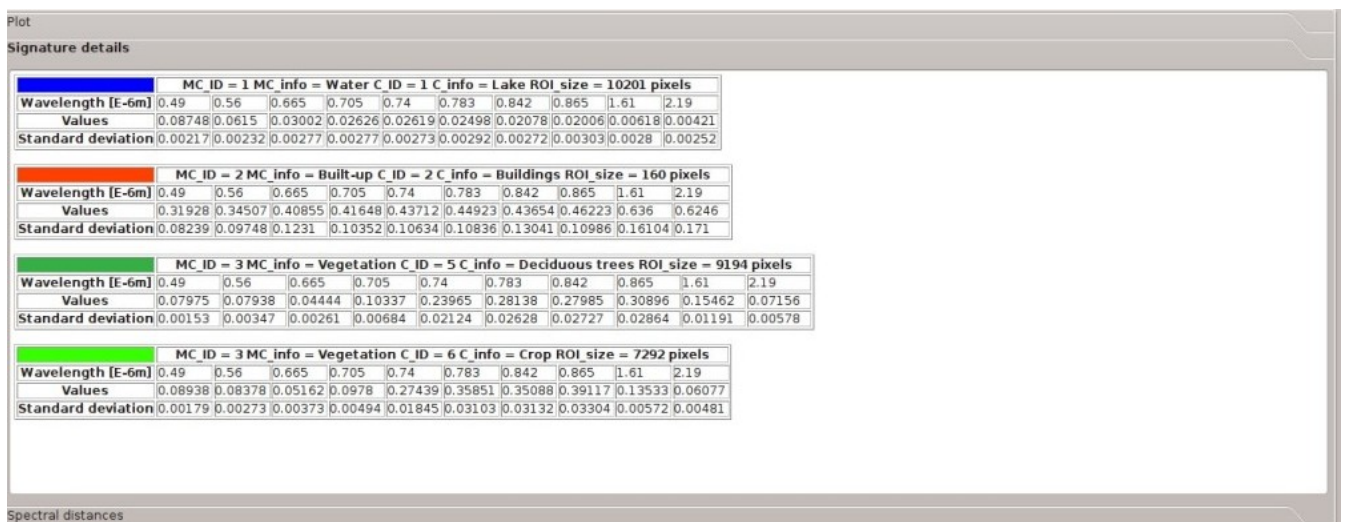 Plot
Signature details
MC_ID = 1 MC_info = Water C_ID = 1 C_info = Lake ROI_size = 10201 pixels
Wavelength [E-6m] 0.49 0.56 0.665 0.705 0.74 0.783 0.842 0.865 1.61 2.19
Values 0.08748 0.0615 0.03002 0.02626 0.02619 0.02498 0.02078 0.02006 0.00618 0.00421
Standard deviation 0.00217 0.00232 0.00277 0.00277 0.00273 0.00292 0.00272 0.00303 0.0028 0.00252
MC_ID = 2 MC_info = Built-up C_ID = 2 C_info = Buildings ROI_size = 160 pixels
Wavelength [E-6m] 0.49 0.56 0.665 0.705 0.74 0.783 0.842 0.865 1.61 2.19
Values 0.31928 0.34507 0.40855 0.41648 0.43712 0.44923 0.43654 0.46223 0.636 0.6246
Standard deviation 0.08239 0.09748 0.1231 0.10352 0.10634 0.10836 0.13041 0.10986 0.16104 0.171
MC_ID = 3 MC_info = Vegetation C_ID = 5 C_info = Deciduous trees ROI_size = 9194 pixels
Wavelength [E-6m] 0.49 0.56 0.665 0.705 0.74 0.783 0.842 0.865 1.61 2.19
Values 0.07975 0.07938 0.04444 0.10337 0.23965 0.28138 0.27985 0.30896 0.15462 0.07156
Standard deviation 0.00153 0.00347 0.00261 0.00684 0.02124 0.02628 0.02727 0.02864 0.01191 0.00578
MC_ID = 3 MC_info = Vegetation C_ID = 6 C_info = Crop ROI_size = 7292 pixels
Wavelength [E-6m] 0.49 0.56 0.665 0.705 0.74 0.783 0.842 0.865 1.61 2.19
Values 0.08938 0.08378 0.05162 0.0978 0.27439 0.35851 0.35088 0.39117 0.13533 0.06077
Standard deviation 0.00179 0.00273 0.00373 0.00494 0.01845 0.03103 0.03132 0.03304 0.00572 0.00481
Spectral distances